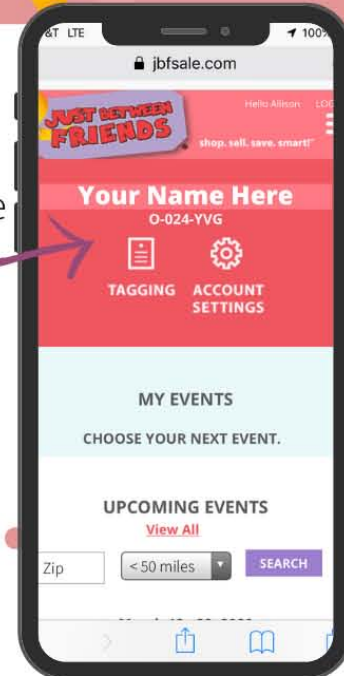 &T LTE
100%
jbfsale.com
JUST BETWEEN
FRIENDS
Hello Allison
shop. sell. save. smart!™
Your Name Here
O-024-YVG
TAGGING
ACCOUNT
SETTINGS
MY EVENTS
CHOOSE YOUR NEXT EVENT.
UPCOMING EVENTS
View All
Zip
< 50 miles
SEARCH